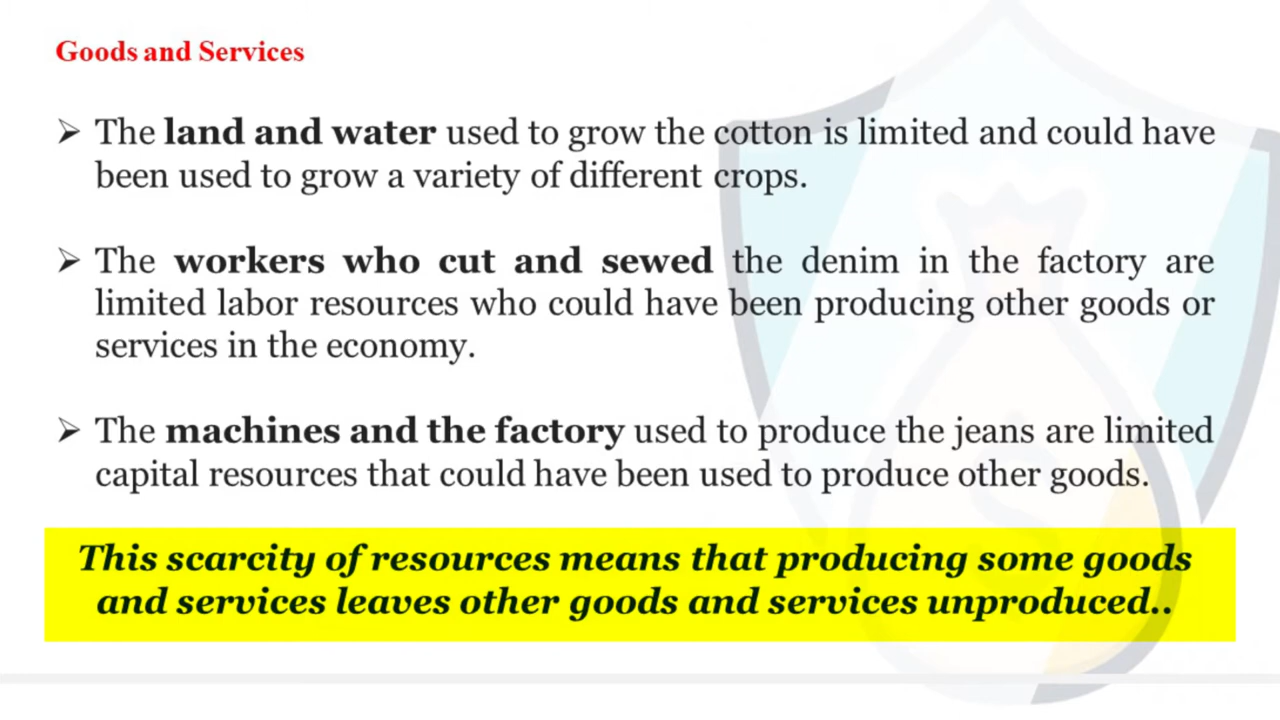 Goods and Services
➢ The land and water used to grow the cotton is limited and could have
been used to grow a variety of different crops.
➢ The workers who cut and sewed the denim in the factory are
limited labor resources who could have been producing other goods or
services in the economy.
➢ The machines and the factory used to produce the jeans are limited
capital resources that could have been used to produce other goods.
This scarcity of resources means that producing some goods
and services leaves other goods and services unproduced..